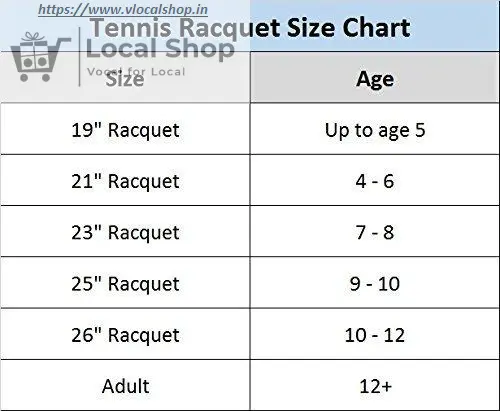 https://www.vlocalshop.in
Tennis Racquet Size Chart
Local Shop
Vocal for Local
Size Age
19" Racquet Up to age 5
21" Racquet 4 - 6
23" Racquet 7 - 8
25" Racquet 9 - 10
26" Racquet 10 - 12
Adult 12+